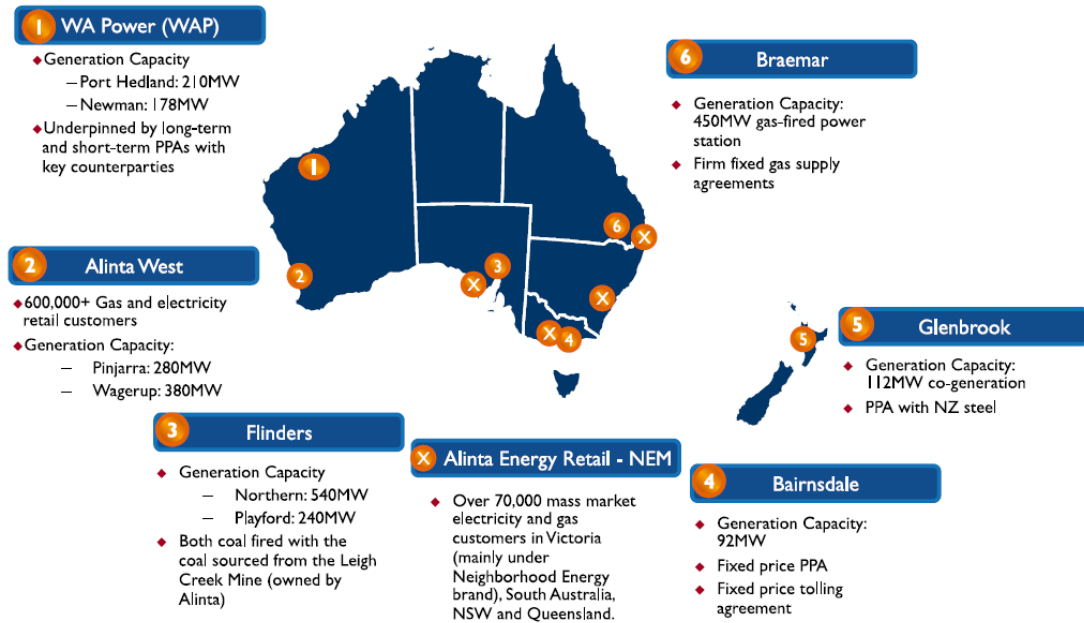 1 WA Power (WAP)
◆Generation Capacity
—Port Hedland: 210MW
—Newman: 178MW
◆Underpinned by long-term
and short-term PPAs with
key counterparties
6 Braemar
◆ Generation Capacity:
450MW gas-fired power
station
◆ Firm fixed gas supply
agreements
1
6
X
2 Alinta West
◆600,000+ Gas and electricity
retail customers
◆Generation Capacity:
— Pinjarra: 280MW
— Wagerup: 380MW
2
3
X
X
X
4
5
5 Glenbrook
◆ Generation Capacity:
112MW co-generation
◆ PPA with NZ steel
3 Flinders
◆ Generation Capacity
— Northern: 540MW
— Playford: 240MW
◆ Both coal fired with the
coal sourced from the Leigh
Creek Mine (owned by
Alinta)
X Alinta Energy Retail - NEM
◆ Over 70,000 mass market
electricity and gas
customers in Victoria
(mainly under
Neighborhood Energy
brand), South Australia,
NSW and Queensland.
4 Bairnsdale
◆ Generation Capacity:
92MW
◆ Fixed price PPA
◆ Fixed price tolling
agreement